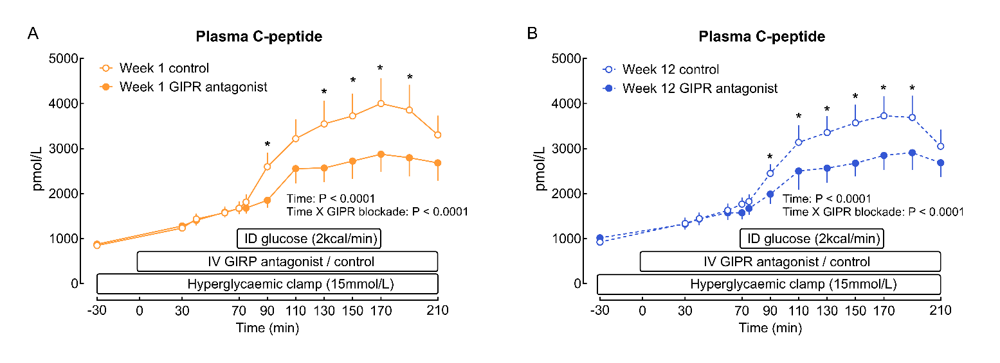 A
Plasma C-peptide
5000
4000
3000
2000
1000
0
pmol/L
Week 1 control
Week 1 GIPR antagonist
*
*
*
*
*
Time: P < 0.0001
Time X GIPR blockade: P < 0.0001
ID glucose (2kcal/min)
IV GIRP antagonist / control
Hyperglycaemic clamp (15mmol/L)
-30 0 30 70 90 110 130 150 170 210
Time (min)
B
Plasma C-peptide
5000
4000
3000
2000
1000
0
pmol/L
Week 12 control
Week 12 GIPR antagonist
*
*
*
*
*
*
Time: P < 0.0001
Time X GIPR blockade: P < 0.0001
ID glucose (2kcal/min)
IV GIPR antagonist / control
Hyperglycaemic clamp (15mmol/L)
-30 0 30 70 90 110 130 150 170 210
Time (min)